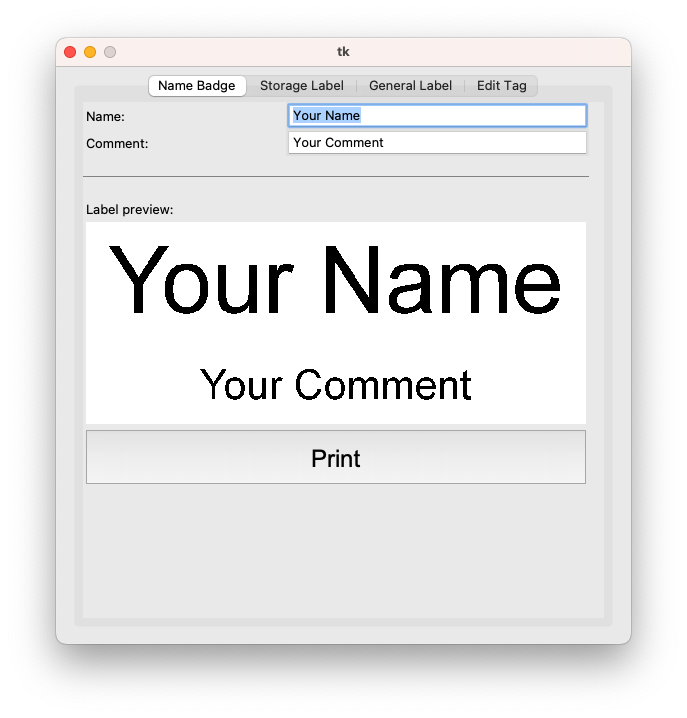 tk
Name Badge Storage Label General Label Edit Tag
Name: Your Name
Comment: Your Comment
Label preview:
Your Name
Your Comment
Print